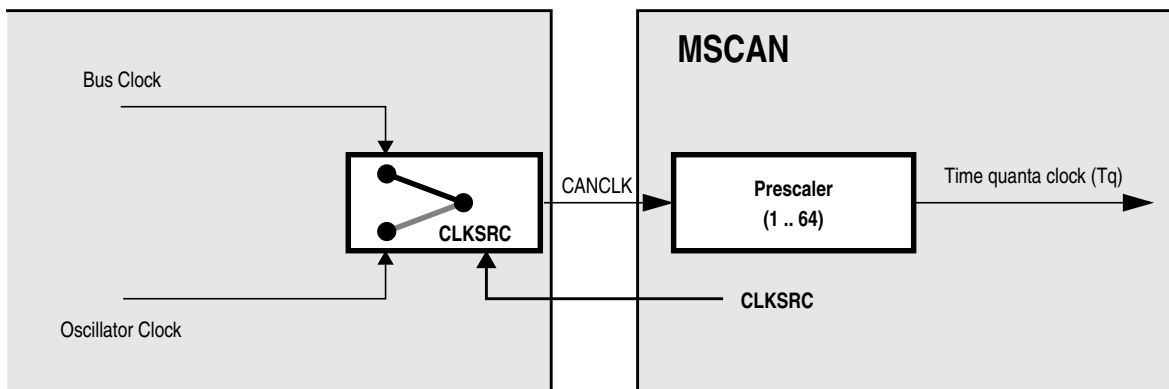 MSCAN
Bus Clock
CANCLK
Prescaler
(1 .. 64)
Time quanta clock (Tq)
CLKSRC
CLKSRC
Oscillator Clock